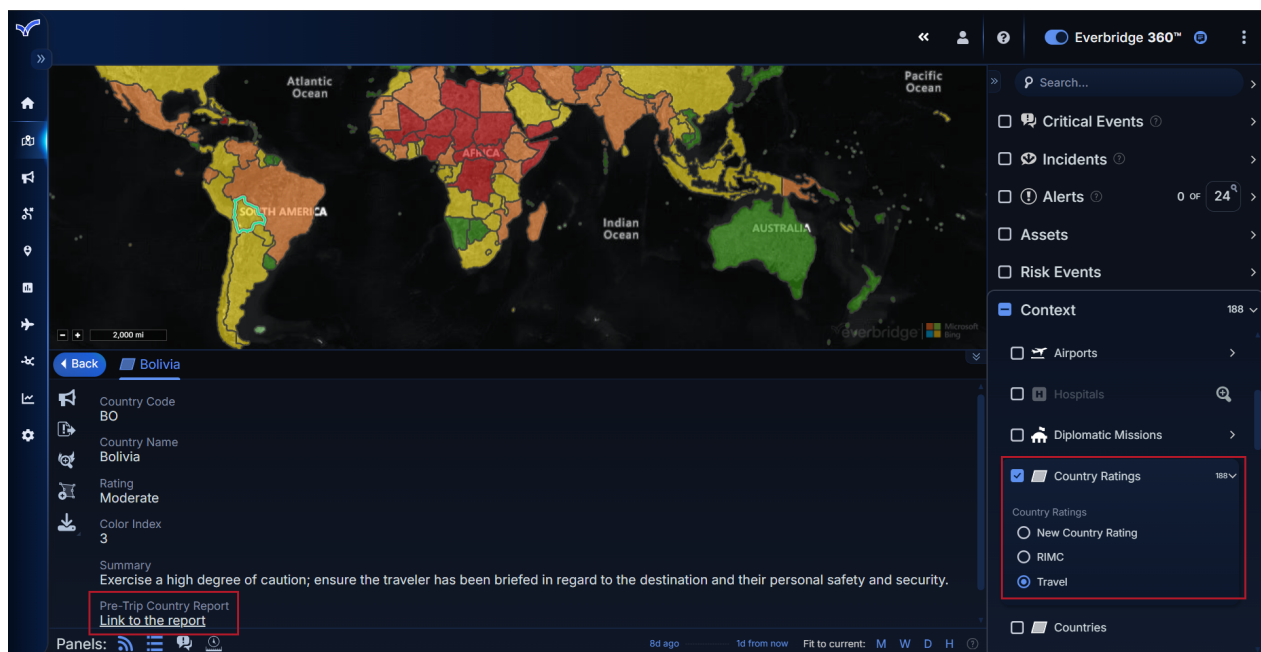 Everbridge 360™
Atlantic
Ocean
Pacific
Ocean
AFRICA
SOUTH AMERICA
Indian
Ocean
AUSTRALIA
2,000 mi
everbridge
Microsoft
Bing
Back
Bolivia
Country Code
BO
Country Name
Bolivia
Rating
Moderate
Color Index
3
Summary
Exercise a high degree of caution; ensure the traveler has been briefed in regard to the destination and their personal safety and security.
Pre-Trip Country Report
Link to the report
Panels:
8d ago
1d from now
Fit to current: M W D H
Search...
Critical Events
Incidents
Alerts 0 OF 24
Assets
Risk Events
Context 188
Airports
Hospitals
Diplomatic Missions
Country Ratings 188
Country Ratings
New Country Rating
RIMC
Travel
Countries